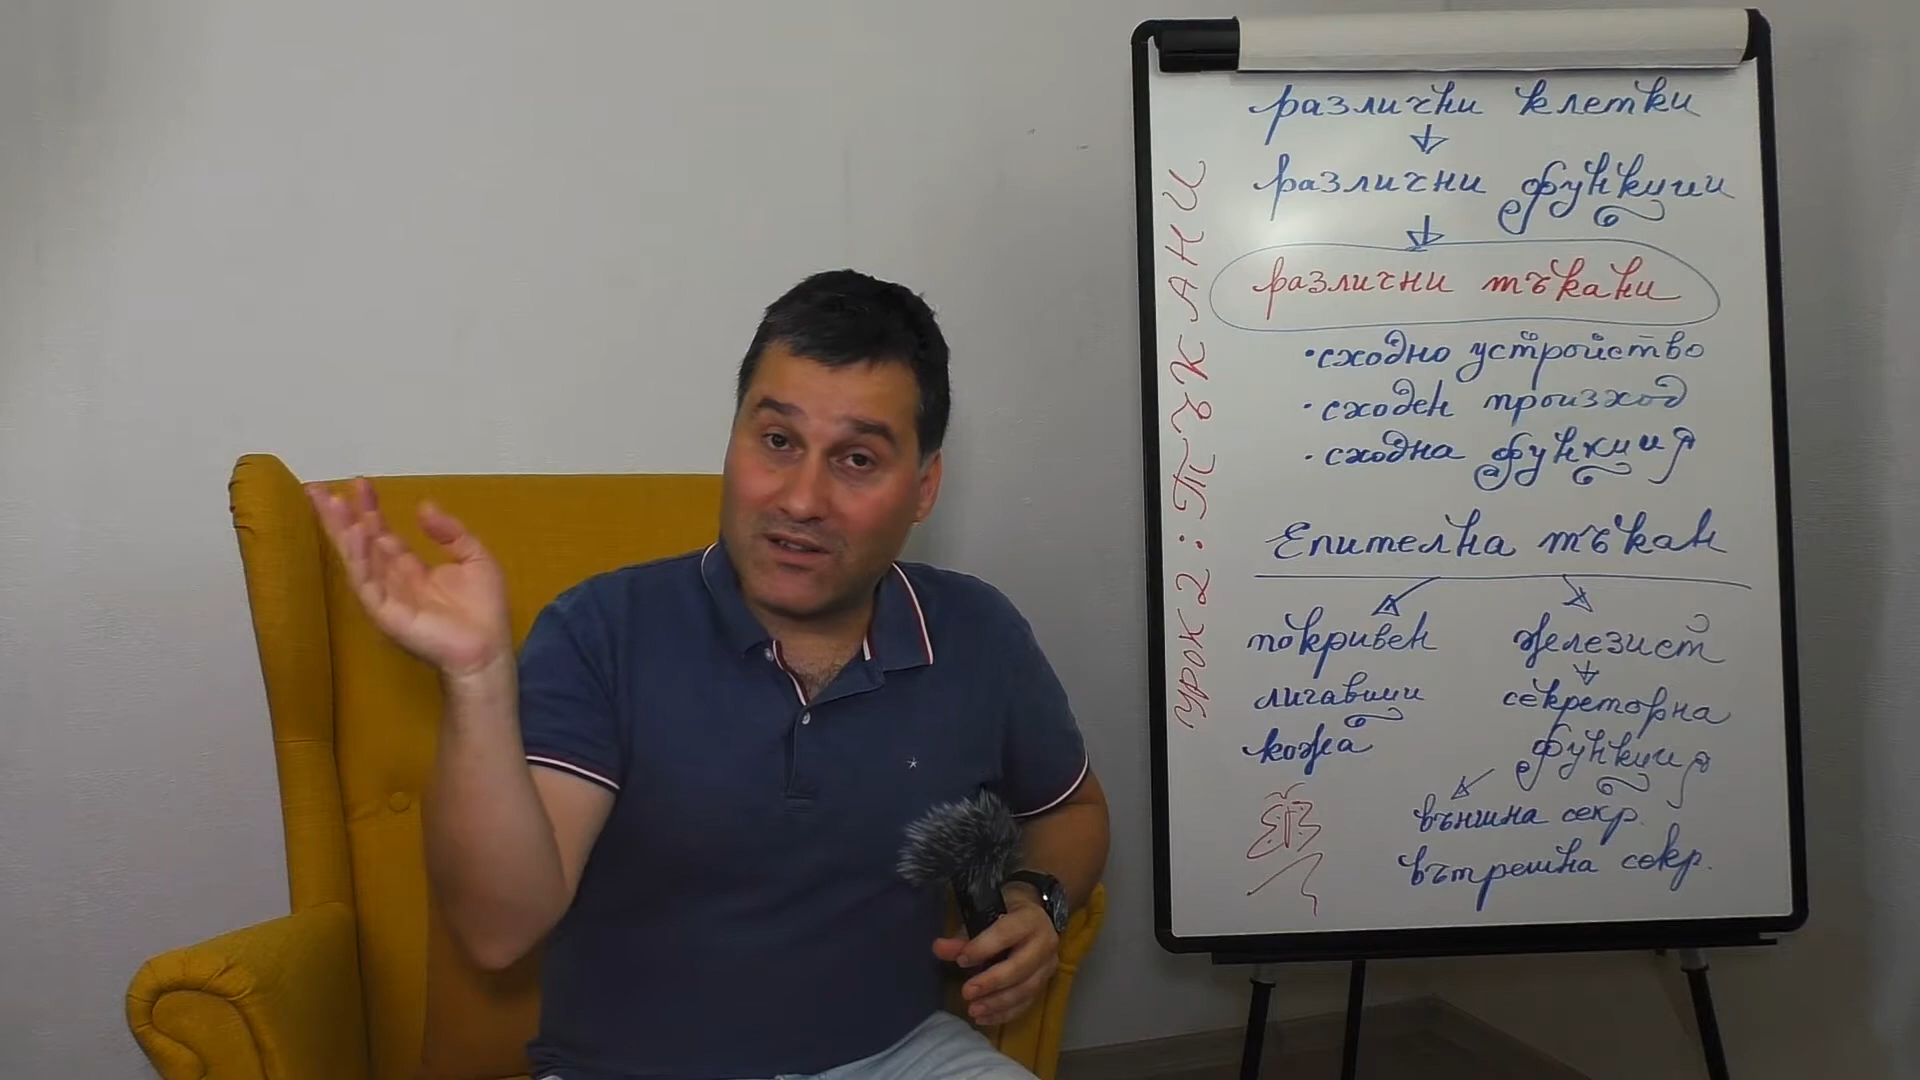 УРОК 2: ТЪКАНИ
различни клетки
различни функции
различни тъкани
• сходно устройство
• сходен произход
• сходна функция
Епителна тъкан
покривен
железист
лигавици
секреторна
кожа
функция
външна секр.
вътрешна секр.